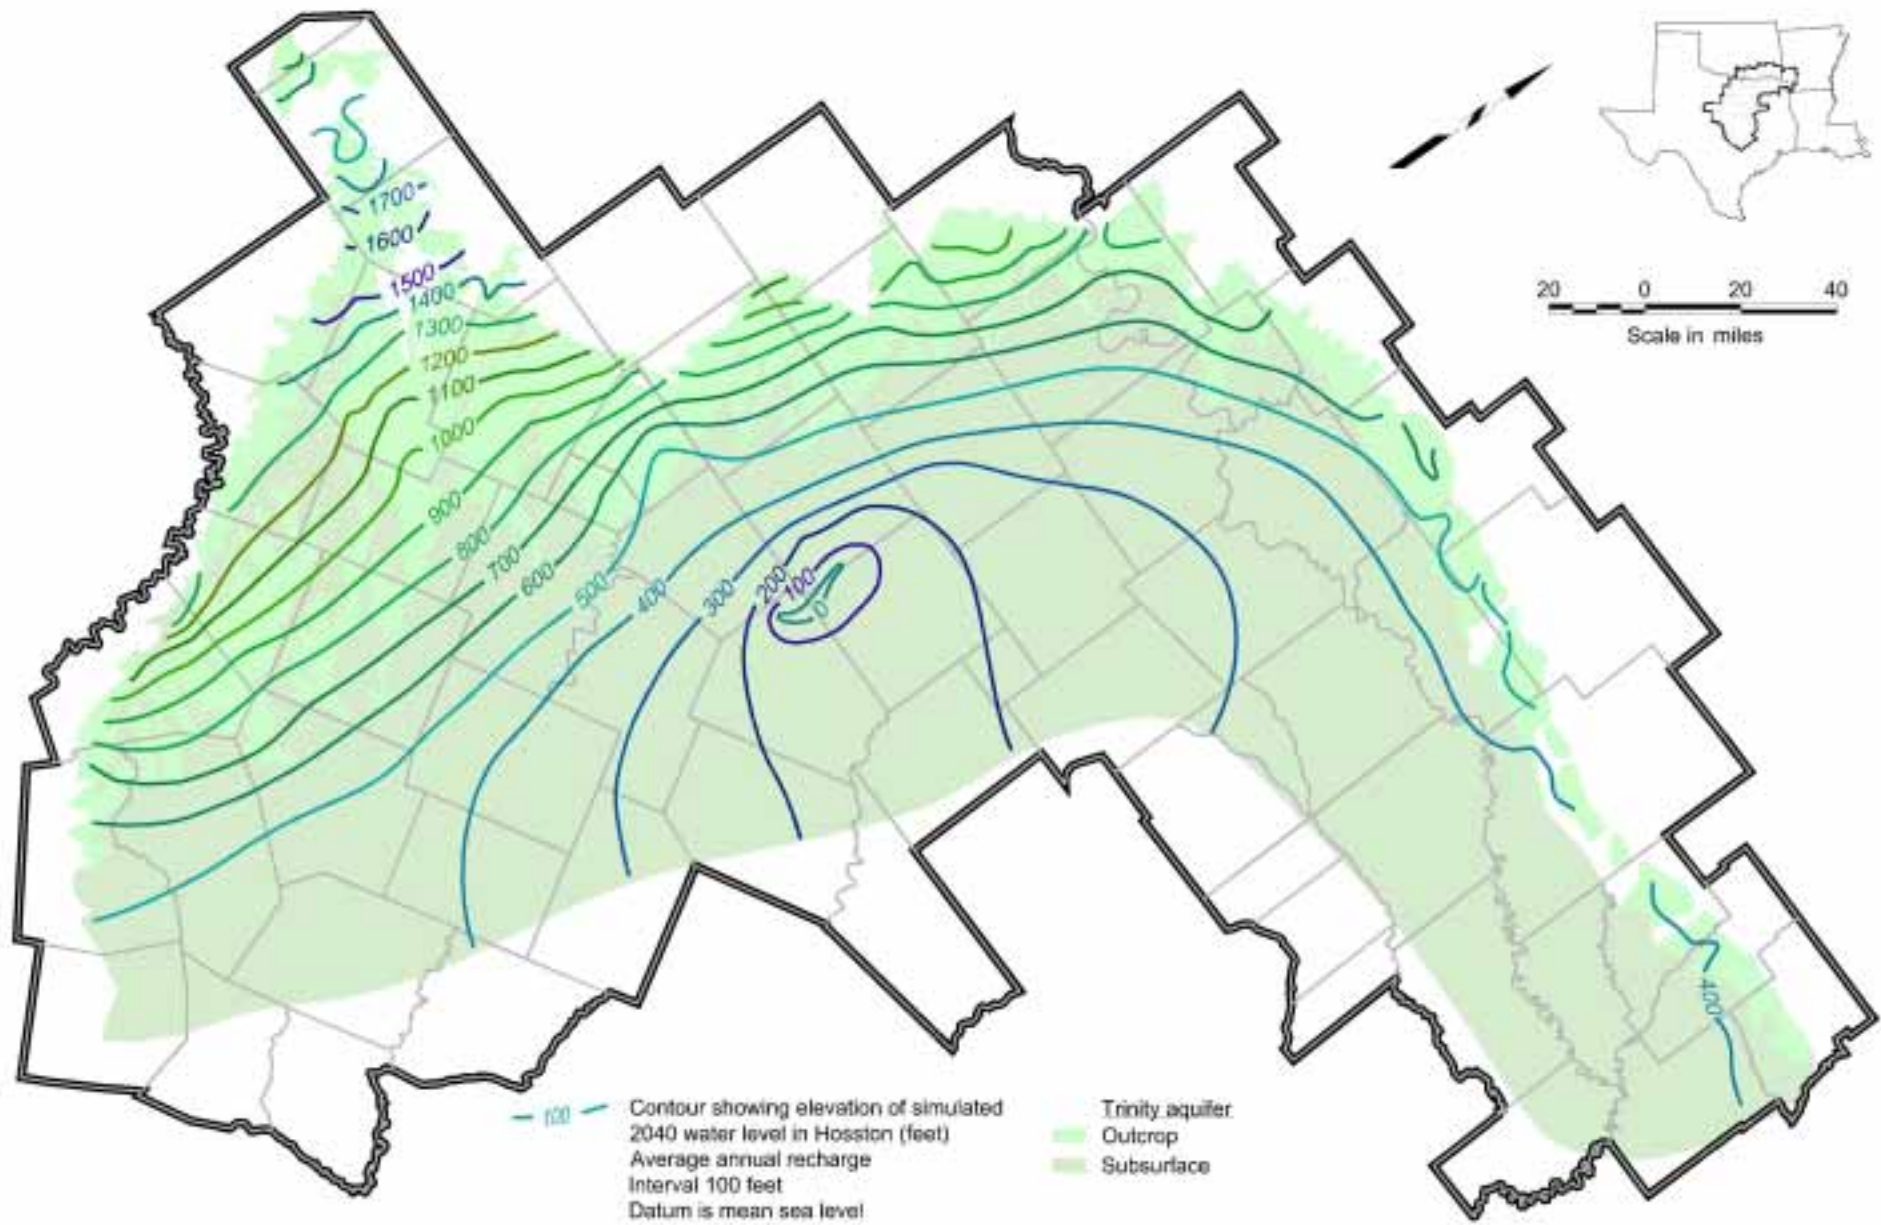 1700
1600
1500
1400
1300
1200
1100
1000
900
800
700
600
500
400
300
200
100
0
400
20 0 20 40
Scale in miles
100 Contour showing elevation of simulated
2040 water level in Hosston (feet)
Average annual recharge
Interval 100 feet
Datum is mean sea level
Trinity aquifer
Outcrop
Subsurface